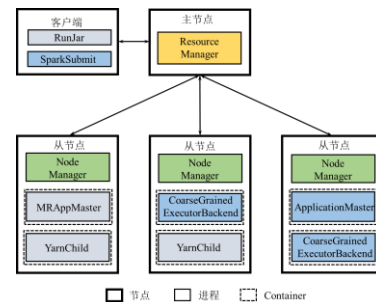 客户端
RunJar
SparkSubmit
主节点
Resource
Manager
从节点
Node
Manager
MRAppMaster
YarnChild
从节点
Node
Manager
CoarseGrained
ExecutorBackend
YarnChild
从节点
Node
Manager
ApplicationMaster
CoarseGrained
ExecutorBackend
节点
进程
Container